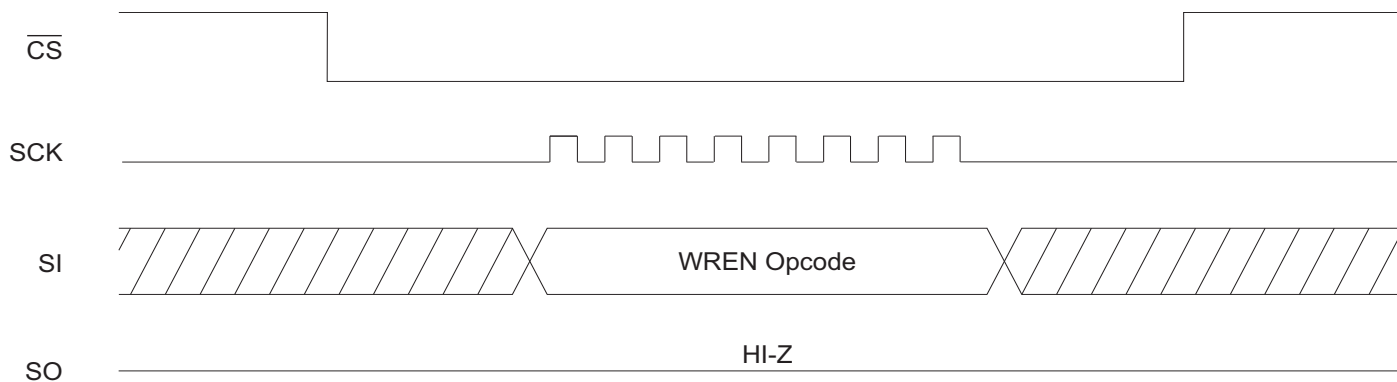 CS
SCK
SI
WREN Opcode
HI-Z
SO